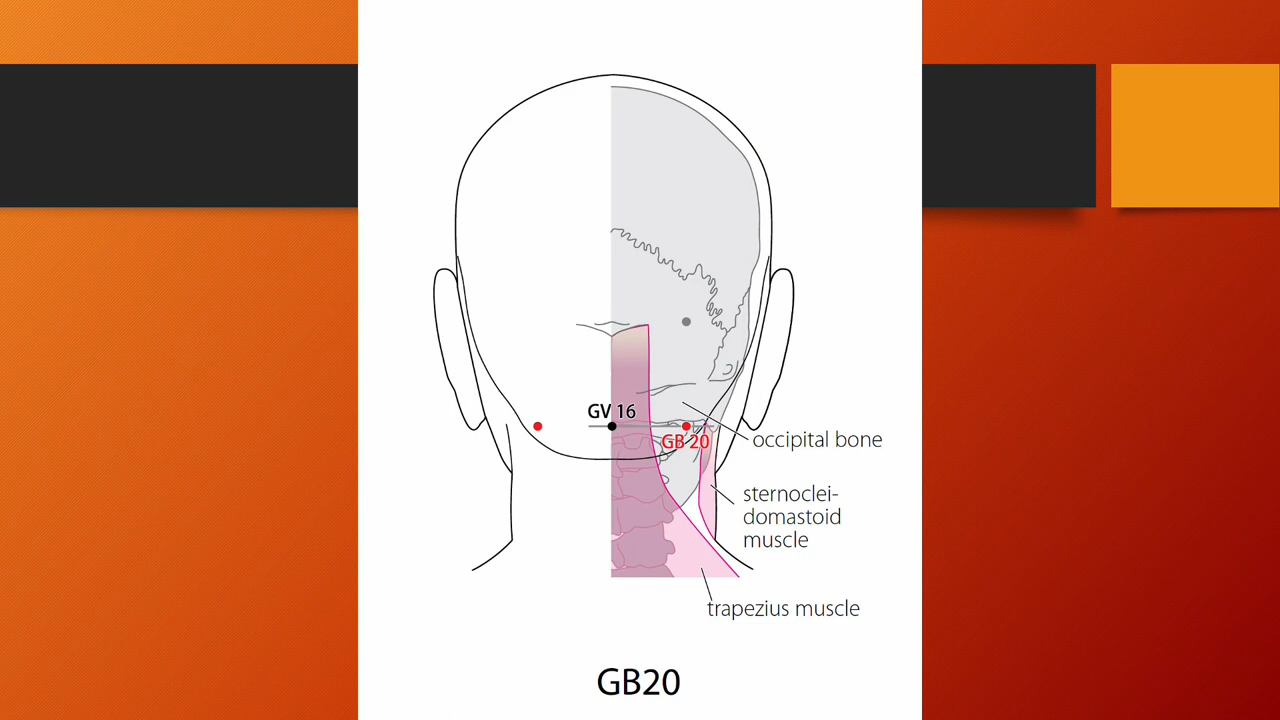 GV 16
GB 20
occipital bone
sternoclei-
domastoid
muscle
trapezius muscle
GB20